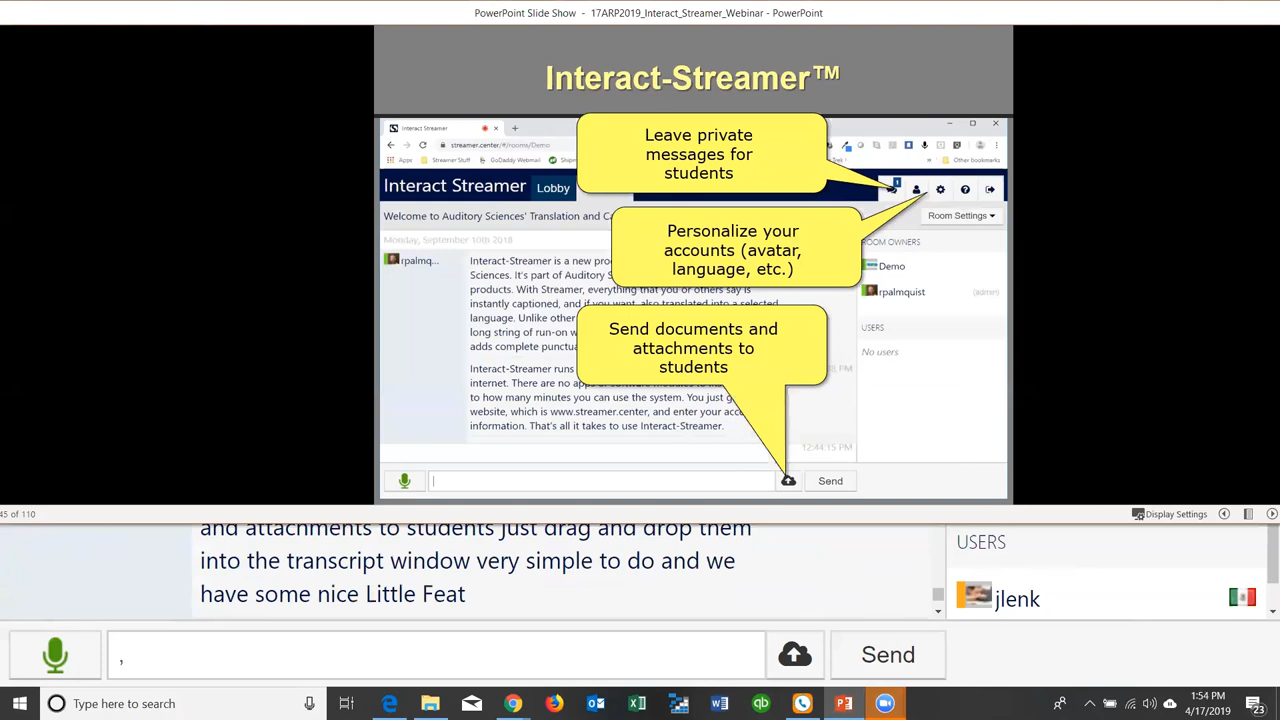 PowerPoint Slide Show - 17ARP2019_Interact_Streamer_Webinar - PowerPoint
Interact-Streamer™
Interact Streamer
streamer.center/#/rooms/Demo
Apps Streamer Stuff GoDaddy Webmail
Other bookmarks
Leave private
messages for
students
Interact Streamer Lobby
1
Welcome to Auditory Sciences' Translation and
Room Settings
Personalize your
accounts (avatar,
language, etc.)
Monday, September 10th 2018
ROOM OWNERS
rpalmq...
Interact-Streamer is a new
Sciences. It's part of Auditory
products. With Streamer, everything that you or others say is
instantly captioned, and if you want, also translated into a selected
language. Unlike other
long string of run-on
adds complete
Demo
rpalmquist (admin)
USERS
No users
Send documents and
attachments to
students
Interact-Streamer runs
internet. There are no
to how many minutes you can use the system. You just
website, which is www.streamer.center, and enter your
information. That's all it takes to use Interact-Streamer.
12:44:15 PM
Send
45 of 110
Display Settings
and attachments to students just drag and drop them
into the transcript window very simple to do and we
have some nice Little Feat
USERS
jlenk
,
Send
Type here to search
1:54 PM
4/17/2019
23